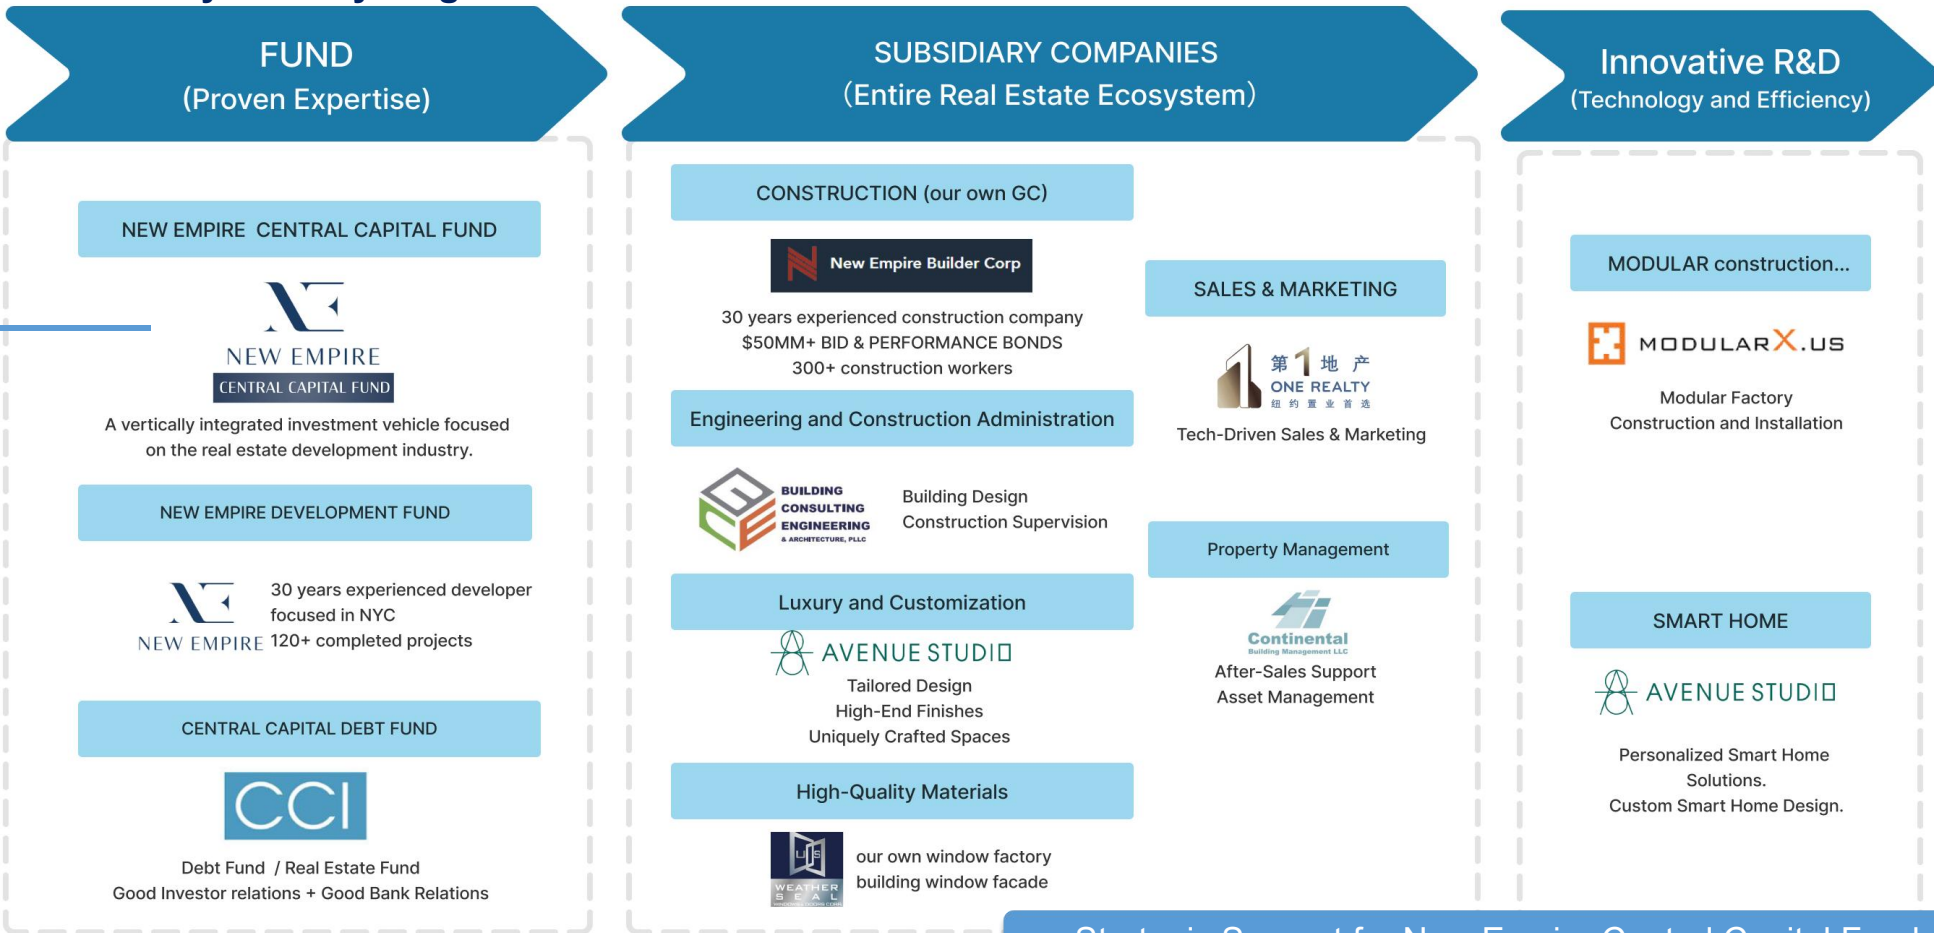 FUND
(Proven Expertise)
NEW EMPIRE CENTRAL CAPITAL FUND
NEW EMPIRE
CENTRAL CAPITAL FUND
A vertically integrated investment vehicle focused
on the real estate development industry.
NEW EMPIRE DEVELOPMENT FUND
NEW EMPIRE
30 years experienced developer
focused in NYC
120+ completed projects
CENTRAL CAPITAL DEBT FUND
CCI
Debt Fund / Real Estate Fund
Good Investor relations + Good Bank Relations
SUBSIDIARY COMPANIES
（Entire Real Estate Ecosystem）
CONSTRUCTION (our own GC)
New Empire Builder Corp
30 years experienced construction company
$50MM+ BID & PERFORMANCE BONDS
300+ construction workers
Engineering and Construction Administration
BUILDING
CONSULTING
ENGINEERING
& ARCHITECTURE, PLLC
Building Design
Construction Supervision
Luxury and Customization
AVENUE STUDIO
Tailored Design
High-End Finishes
Uniquely Crafted Spaces
High-Quality Materials
US
WEATHER
SEAL
our own window factory
building window facade
SALES & MARKETING
第1地产
ONE REALTY
纽约置业首选
Tech-Driven Sales & Marketing
Property Management
Continental
Building Management LLC
After-Sales Support
Asset Management
Innovative R&D
(Technology and Efficiency)
MODULAR construction...
MODULARX.US
Modular Factory
Construction and Installation
SMART HOME
AVENUE STUDIO
Personalized Smart Home
Solutions.
Custom Smart Home Design.
Strategic Support for New Empire Central Capital Fund